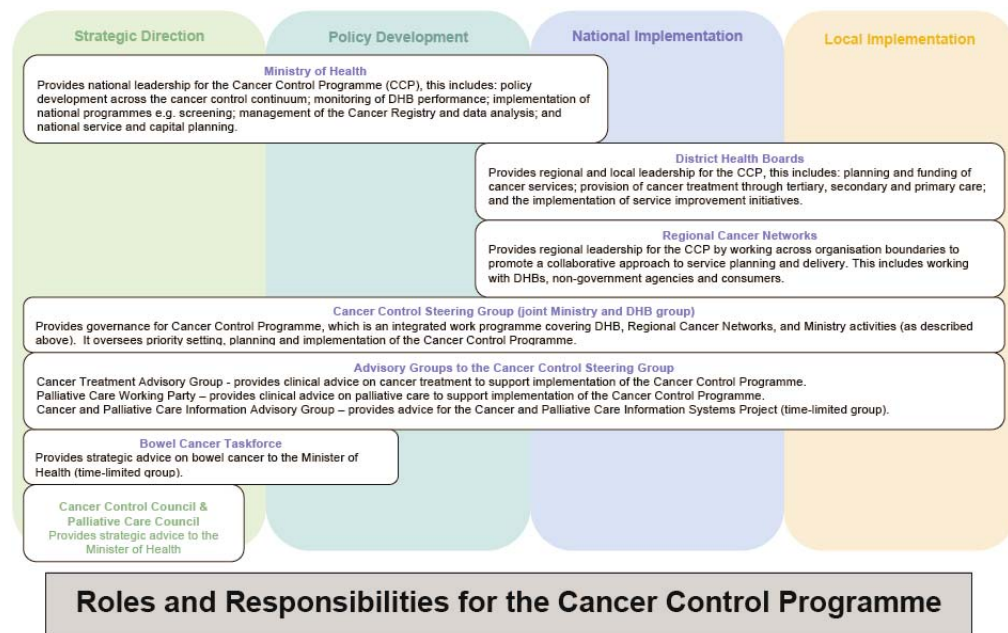 Strategic Direction
Policy Development
National Implementation
Local Implementation
Ministry of Health
Provides national leadership for the Cancer Control Programme (CCP), this includes: policy
development across the cancer control continuum; monitoring of DHB performance; implementation of
national programmes e.g. screening; management of the Cancer Registry and data analysis; and
national service and capital planning.
District Health Boards
Provides regional and local leadership for the CCP, this includes: planning and funding of
cancer services; provision of cancer treatment through tertiary, secondary and primary care;
and the implementation of service improvement initiatives.
Regional Cancer Networks
Provides regional leadership for the CCP by working across organisation boundaries to
promote a collaborative approach to service planning and delivery. This includes working
with DHBs, non-government agencies and consumers.
Cancer Control Steering Group (joint Ministry and DHB group)
Provides governance for Cancer Control Programme, which is an integrated work programme covering DHB, Regional Cancer Networks, and Ministry activities (as described
above). It oversees priority setting, planning and implementation of the Cancer Control Programme.
Advisory Groups to the Cancer Control Steering Group
Cancer Treatment Advisory Group - provides clinical advice on cancer treatment to support implementation of the Cancer Control Programme.
Palliative Care Working Party – provides clinical advice on palliative care to support implementation of the Cancer Control Programme.
Cancer and Palliative Care Information Advisory Group – provides advice for the Cancer and Palliative Care Information Systems Project (time-limited group).
Bowel Cancer Taskforce
Provides strategic advice on bowel cancer to the Minister of
Health (time-limited group).
Cancer Control Council &
Palliative Care Council
Provides strategic advice to the
Minister of Health
Roles and Responsibilities for the Cancer Control Programme